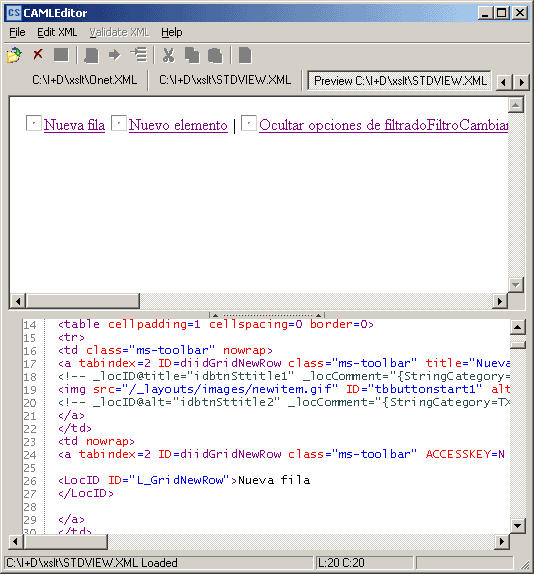 CS CAMLEditor
File Edit XML Validate XML Help
C:\I+D\xslt\Onet.XML C:\I+D\xslt\STDVIEW.XML Preview C:\I+D\xslt\STDVIEW.XML
Nueva fila Nuevo elemento | Ocultar opciones de filtradoFiltroCambiar
14 <table cellpadding=1 cellspacing=0 border=0>
15 <tr>
16 <td class="ms-toolbar" nowrap>
17 <a tabindex=2 ID=diidGridNewRow class="ms-toolbar" title="Nueva
18 <!-- _locID@title="idbtnSttitle1" _locComment="{StringCategory=
19 <img src="/_layouts/images/newitem.gif" ID="tbbuttonstart1" alt
20 <!-- _locID@alt="idbtnSttitle2" _locComment="{StringCategory=TX
21 </a>
22 </td>
23 <td nowrap>
24 <a tabindex=2 ID=diidGridNewRow class="ms-toolbar" ACCESSKEY=N
25
26 <LocID ID="L_GridNewRow">Nueva fila
27 </LocID>
28
29 </a>
30 </td>
C:\I+D\xslt\STDVIEW.XML Loaded L:20 C:20